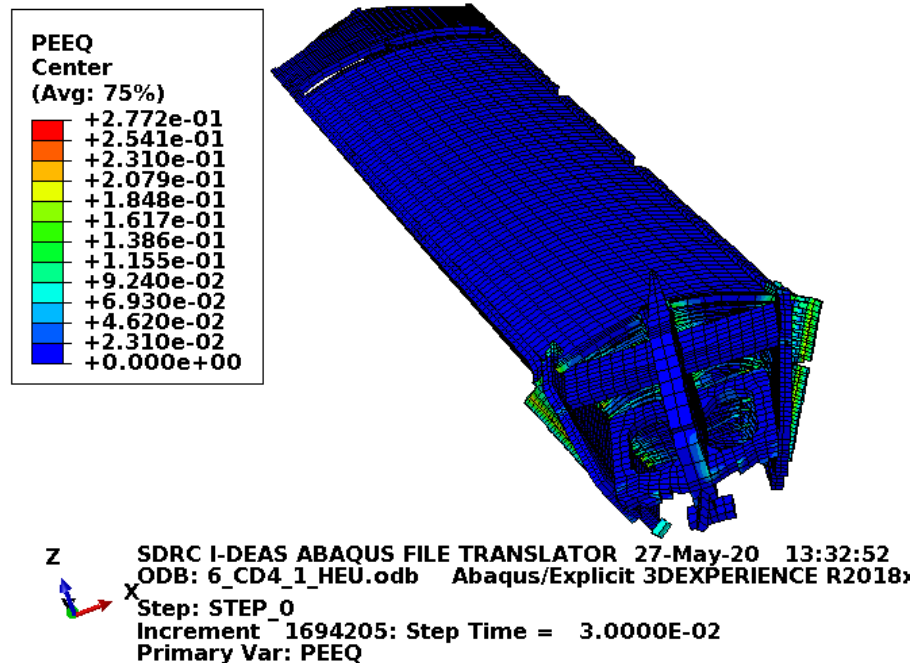 PEEQ
Center
(Avg: 75%)
+2.772e-01
+2.541e-01
+2.310e-01
+2.079e-01
+1.848e-01
+1.617e-01
+1.386e-01
+1.155e-01
+9.240e-02
+6.930e-02
+4.620e-02
+2.310e-02
+0.000e+00
Z
X
SDRC I-DEAS ABAQUS FILE TRANSLATOR 27-May-20 13:32:52
ODB: 6_CD4_1_HEU.odb Abaqus/Explicit 3DEXPERIENCE R2018x
Step: STEP_0
Increment 1694205: Step Time = 3.0000E-02
Primary Var: PEEQ